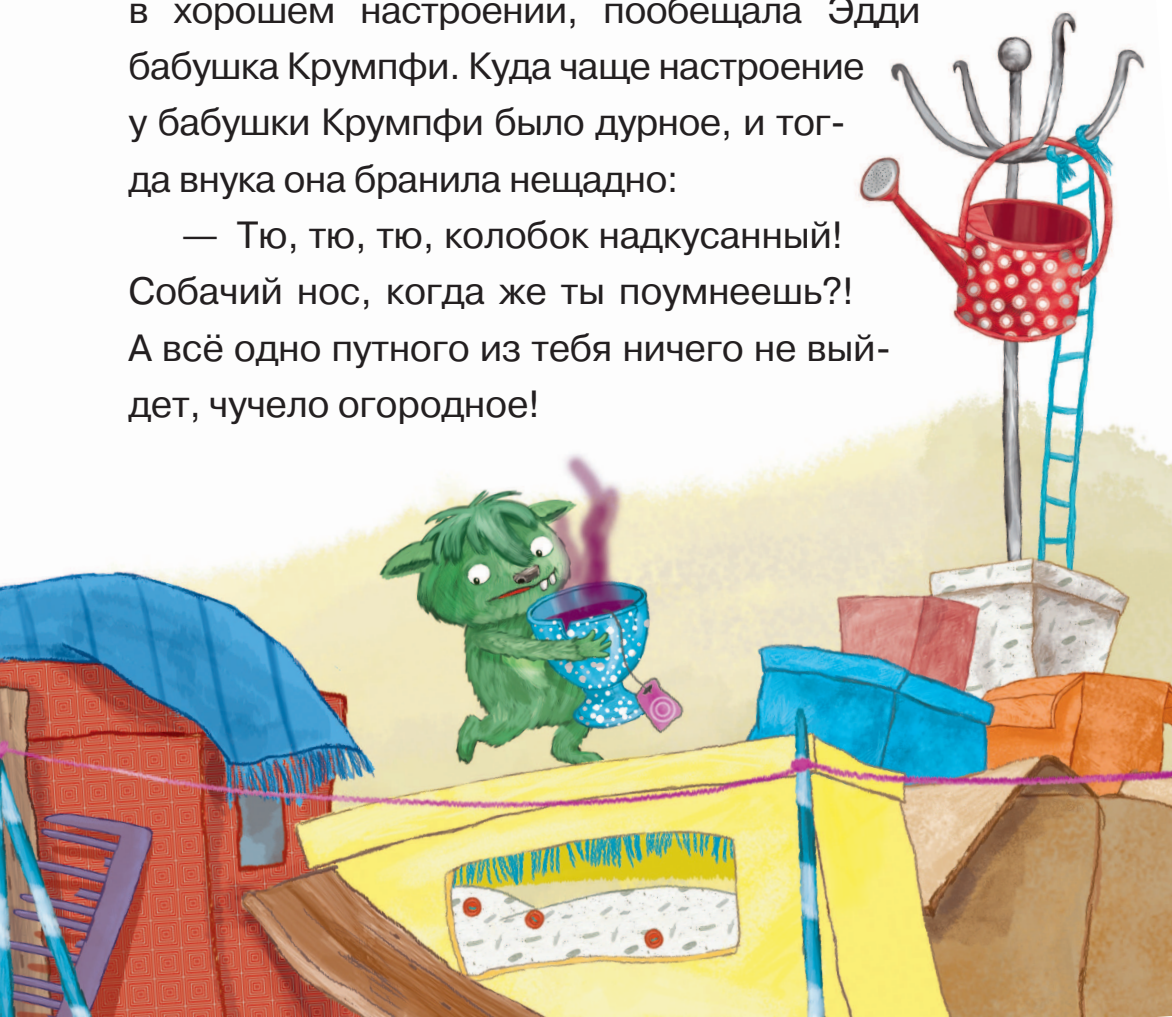 в хорошем настроении, пообещала Эдди
бабушка Крумпфи. Куда чаще настроение
у бабушки Крумпфи было дурное, и тог-
да внука она бранила нещадно:
— Тю, тю, тю, колобок надкусанный!
Собачий нос, когда же ты поумнеешь?!
А всё одно путного из тебя ничего не вый-
дет, чучело огородное!